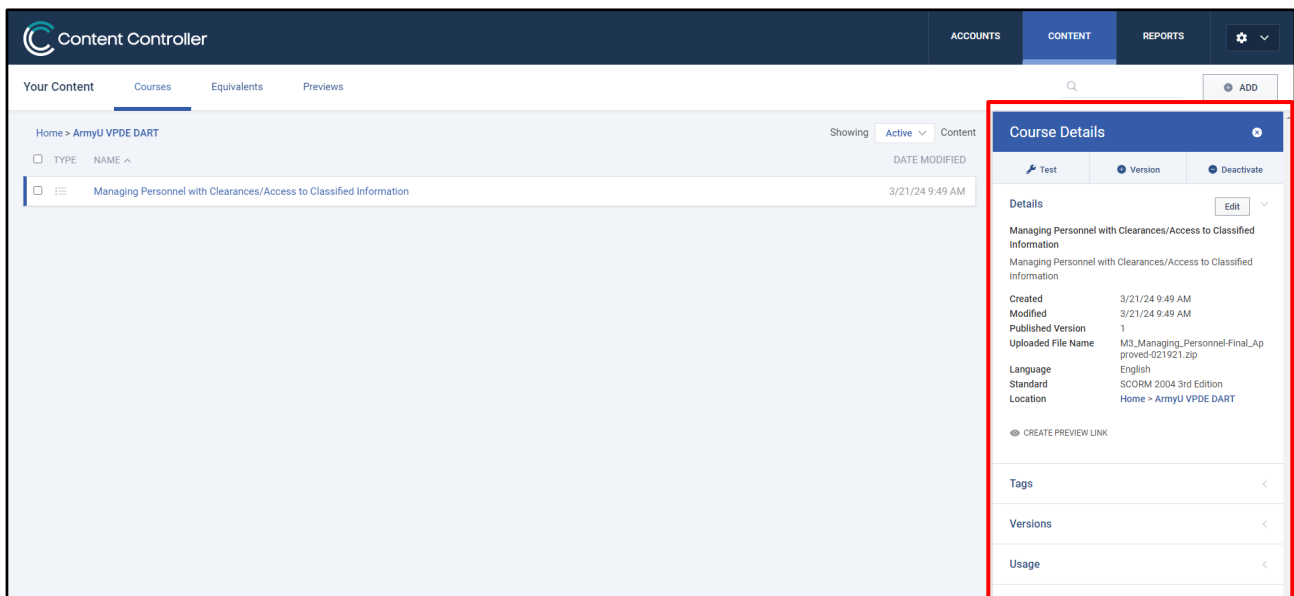 Content Controller
ACCOUNTS CONTENT REPORTS
Your Content Courses Equivalents Previews ADD
Home > ArmyU VPDE DART Showing Active Content
TYPE NAME DATE MODIFIED
Managing Personnel with Clearances/Access to Classified Information 3/21/24 9:49 AM
Course Details
Test Version Deactivate
Details Edit
Managing Personnel with Clearances/Access to Classified
Information
Managing Personnel with Clearances/Access to Classified
Information
Created 3/21/24 9:49 AM
Modified 3/21/24 9:49 AM
Published Version 1
Uploaded File Name M3_Managing_Personnel-Final_Ap
proved-021921.zip
Language English
Standard SCORM 2004 3rd Edition
Location Home > ArmyU VPDE DART
CREATE PREVIEW LINK
Tags
Versions
Usage